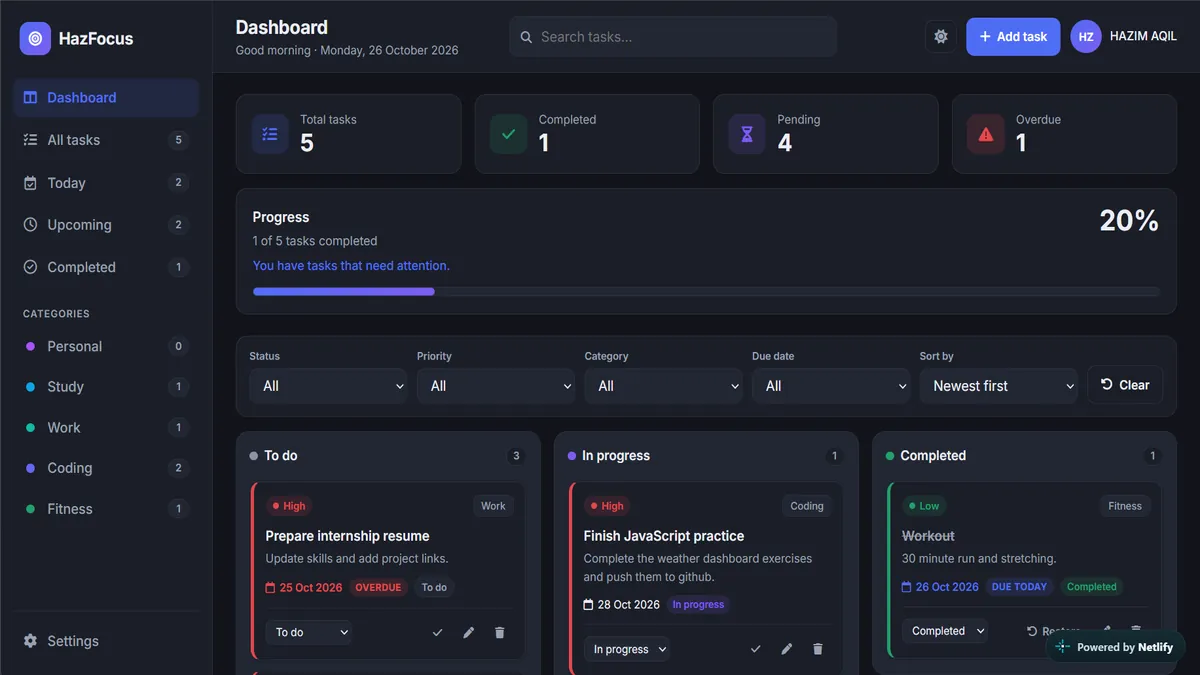 HazFocus
Dashboard
All tasks 5
Today 2
Upcoming 2
Completed 1
CATEGORIES
Personal 0
Study 1
Work 1
Coding 2
Fitness 1
Settings
Dashboard
Good morning · Monday, 26 October 2026
Search tasks...
+ Add task
HZ
HAZIM AQIL
Total tasks
5
Completed
1
Pending
4
Overdue
1
Progress
1 of 5 tasks completed
You have tasks that need attention.
20%
Status
All
Priority
All
Category
All
Due date
All
Sort by
Newest first
Clear
To do 3
High Work
Prepare internship resume
Update skills and add project links.
25 Oct 2026 OVERDUE To do
To do
In progress 1
High Coding
Finish JavaScript practice
Complete the weather dashboard exercises
and push them to github.
28 Oct 2026 In progress
In progress
Completed 1
Low Fitness
Workout
30 minute run and stretching.
26 Oct 2026 DUE TODAY Completed
Completed
Powered by Netlify